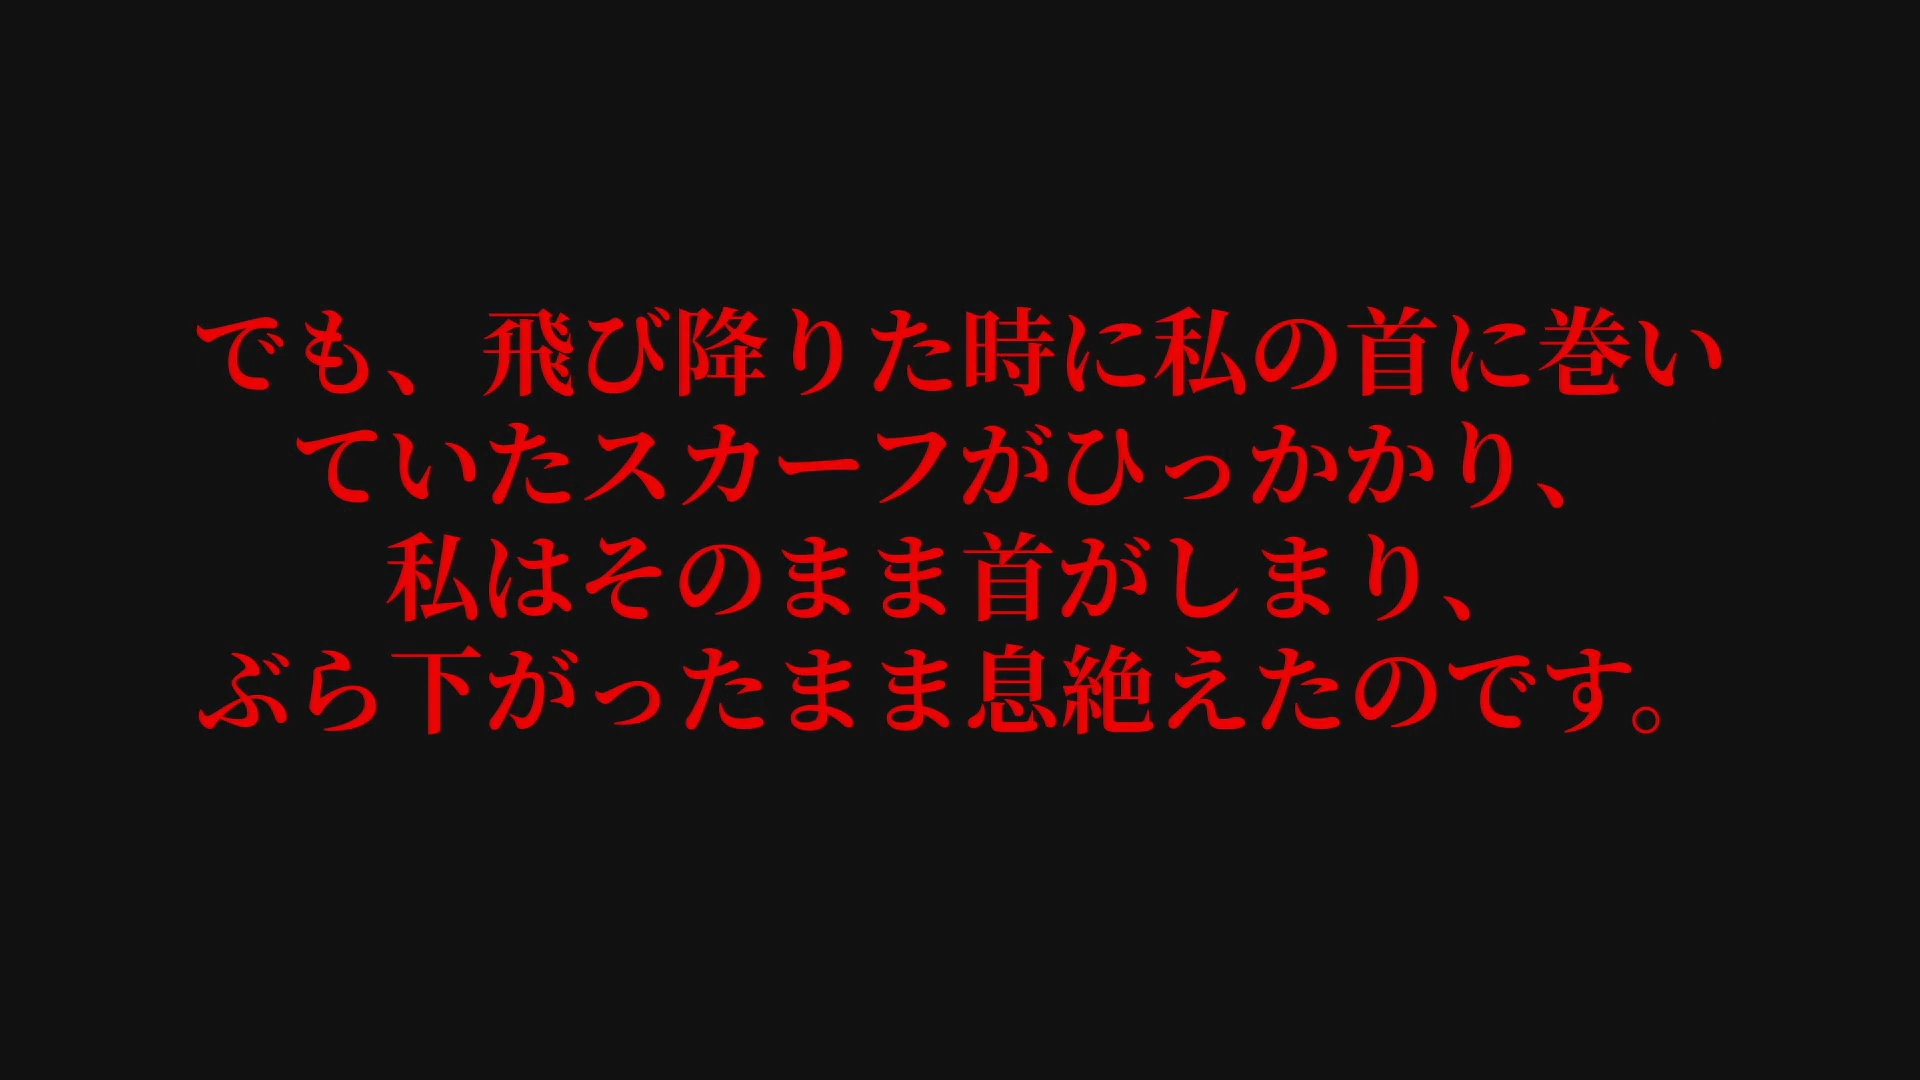 でも、飛び降りた時に私の首に巻い
ていたスカーフがひっかかり、
私はそのまま首がしまり、
ぶら下がったまま息絶えたのです。